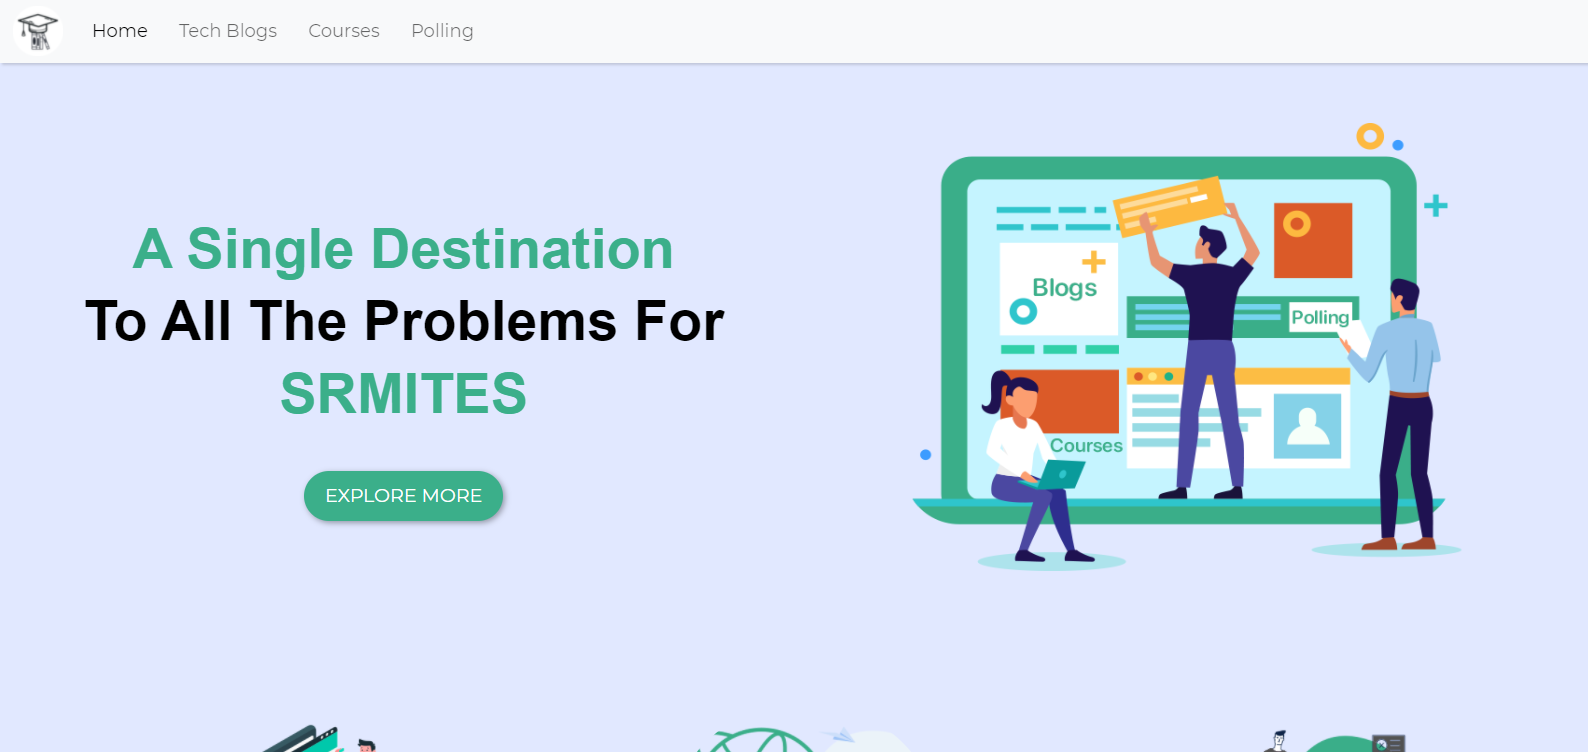 Home
Tech Blogs
Courses
Polling
A Single Destination
To All The Problems For
SRMITES
EXPLORE MORE
Blogs
Polling
Courses